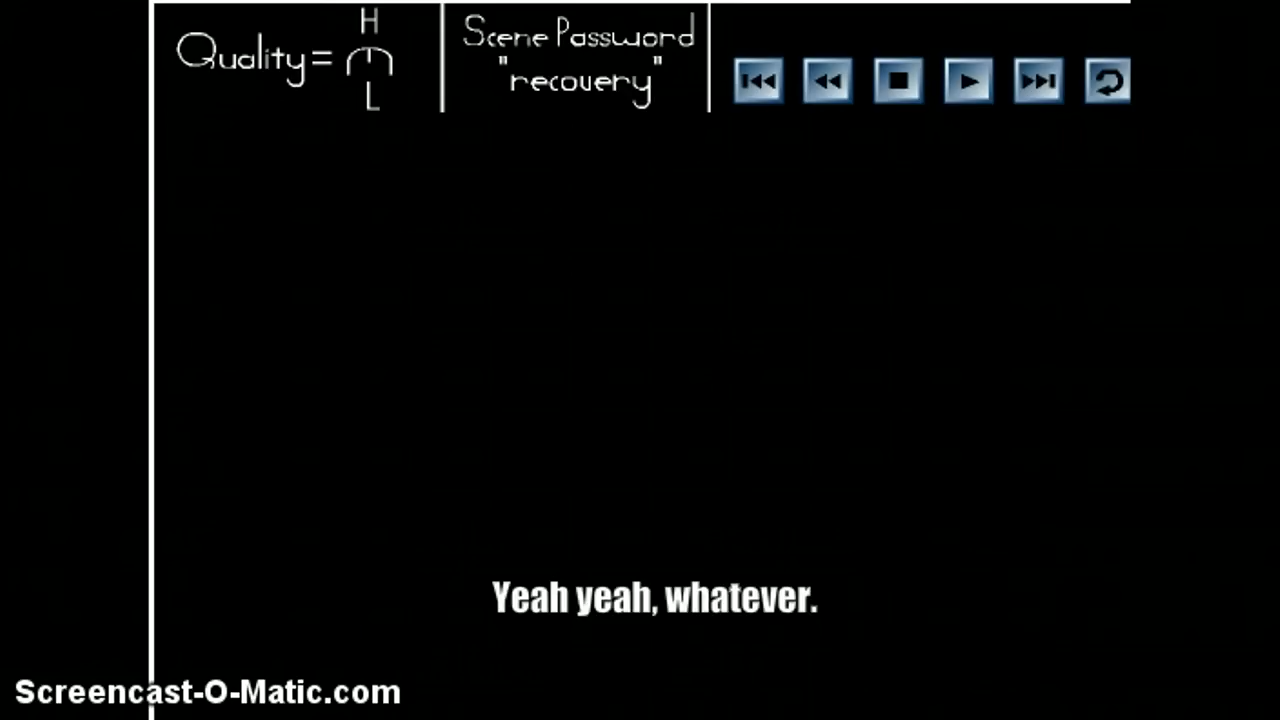 H
Quality=
L
Scene Password
"recovery"
Yeah yeah, whatever.
Screencast-O-Matic.com